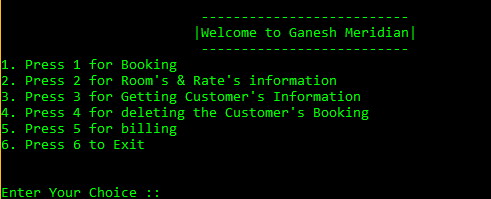 --------------------------
|Welcome to Ganesh Meridian|
--------------------------
1. Press 1 for Booking
2. Press 2 for Room's & Rate's information
3. Press 3 for Getting Customer's Information
4. Press 4 for deleting the Customer's Booking
5. Press 5 for billing
6. Press 6 to Exit
Enter Your Choice ::